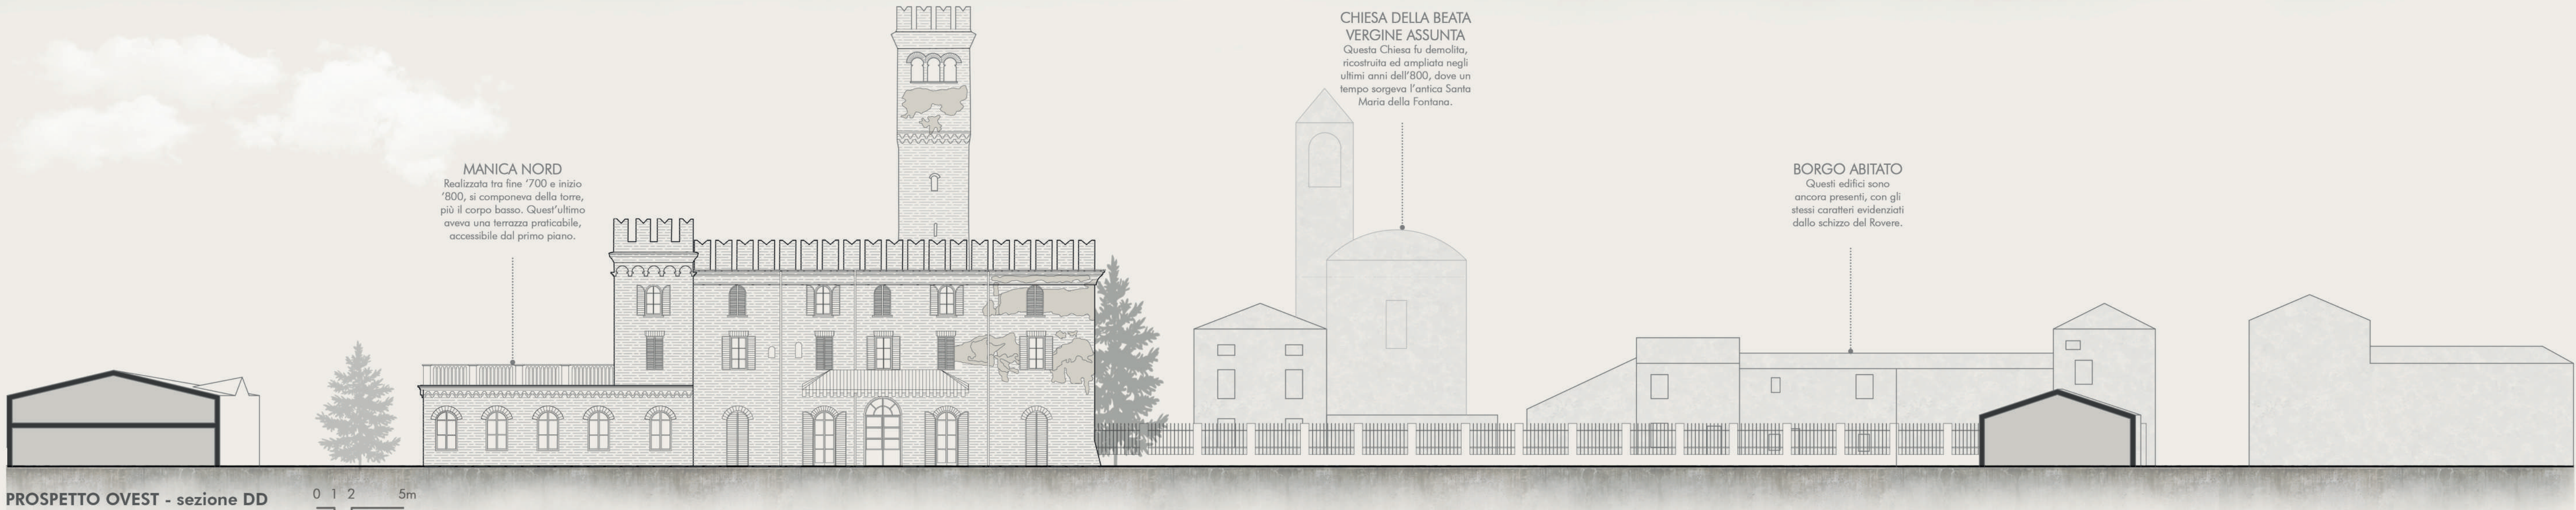 MANICA NORD
Realizzata tra fine '700 e inizio
'800, si componeva della torre,
più il corpo basso. Quest'ultimo
aveva una terrazza praticabile,
accessibile dal primo piano.
CHIESA DELLA BEATA
VERGINE ASSUNTA
Questa Chiesa fu demolita,
ricostruita ed ampliata negli
ultimi anni dell'800, dove un
tempo sorgeva l'antica Santa
Maria della Fontana.
BORGO ABITATO
Questi edifici sono
ancora presenti, con gli
stessi caratteri evidenziati
dallo schizzo del Rovere.
PROSPETTO OVEST - sezione DD
0 1 2 5m